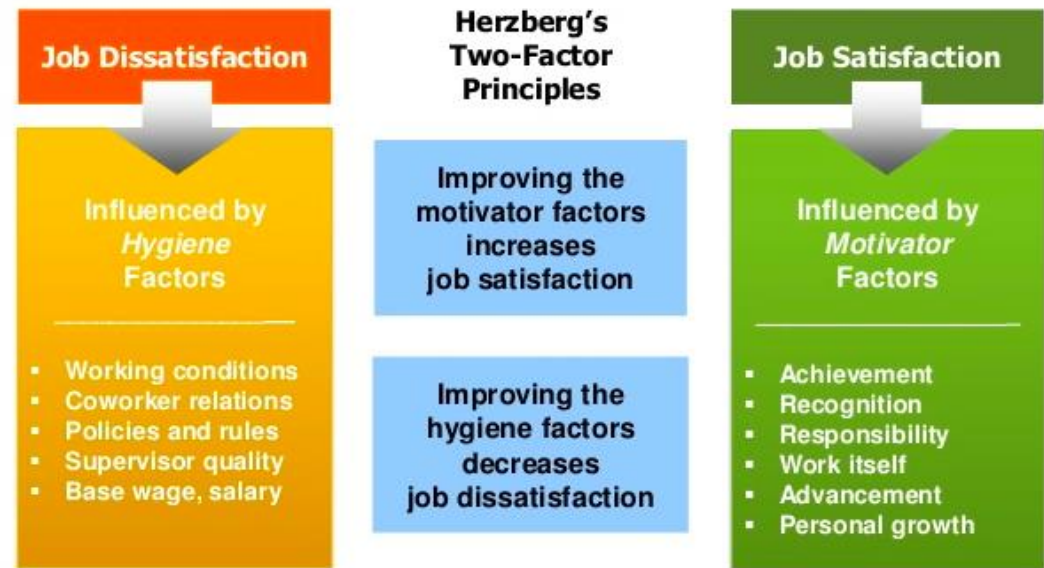 Job Dissatisfaction
Influenced by
Hygiene
Factors
▪ Working conditions
▪ Coworker relations
▪ Policies and rules
▪ Supervisor quality
▪ Base wage, salary
Herzberg's
Two-Factor
Principles
Improving the
motivator factors
increases
job satisfaction
Improving the
hygiene factors
decreases
job dissatisfaction
Job Satisfaction
Influenced by
Motivator
Factors
▪ Achievement
▪ Recognition
▪ Responsibility
▪ Work itself
▪ Advancement
▪ Personal growth